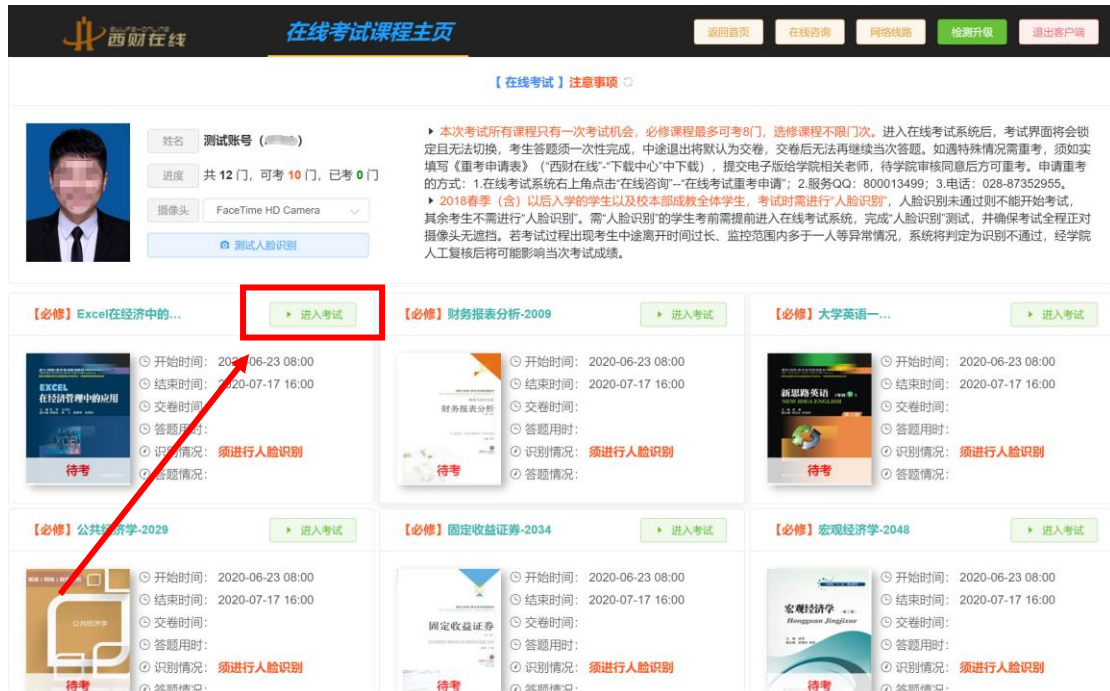 西财在线
在线考试课程主页
返回首页
在线咨询
网络线路
检测升级
退出客户端
【 在线考试 】注意事项
姓名 测试账号 ( )
进度 共 12 门，可考 10 门，已考 0 门
摄像头 FaceTime HD Camera
测试人脸识别
本次考试所有课程只有一次考试机会，必修课程最多可考8门，选修课程不限门次。进入在线考试系统后，考试界面将会锁
定且无法切换，考生答题须一次性完成，中途退出将默认为交卷，交卷后无法再继续当次答题。如遇特殊情况需重考，须如实
填写《重考申请表》（“西财在线”-“下载中心”中下载），提交电子版给学院相关老师，待学院审核同意后方可重考。申请重考
的方式：1.在线考试系统右上角点击“在线咨询”--“在线考试重考申请”；2.服务QQ：800013499；3.电话：028-87352955。
2018春季（含）以后入学的学生以及校本部成教全体学生，考试时需进行“人脸识别”，人脸识别未通过则不能开始考试，
其余考生不需进行“人脸识别”。需“人脸识别”的学生考前需提前进入在线考试系统，完成“人脸识别”测试，并确保考试全程正对
摄像头无遮挡。若考试过程出现考生中途离开时间过长、监控范围内多于一人等异常情况，系统将判定为识别不通过，经学院
人工复核后将可能影响当次考试成绩。
【必修】Excel在经济中的...
进入考试
EXCEL
在经济管理中的应用
EXCEL
待考
开始时间： 2020-06-23 08:00
结束时间： 2020-07-17 16:00
交卷时间：
答题用时：
识别情况： 须进行人脸识别
答题情况：
【必修】财务报表分析-2009
进入考试
财务报表分析
待考
开始时间： 2020-06-23 08:00
结束时间： 2020-07-17 16:00
交卷时间：
答题用时：
识别情况： 须进行人脸识别
答题情况：
【必修】大学英语一...
进入考试
新思路英语
NEW IDEA ENGLISH
待考
开始时间： 2020-06-23 08:00
结束时间： 2020-07-17 16:00
交卷时间：
答题用时：
识别情况： 须进行人脸识别
答题情况：
【必修】公共经济学-2029
进入考试
公共经济学
待考
开始时间： 2020-06-23 08:00
结束时间： 2020-07-17 16:00
交卷时间：
答题用时：
识别情况： 须进行人脸识别
答题情况：
【必修】固定收益证券-2034
进入考试
固定收益证券
待考
开始时间： 2020-06-23 08:00
结束时间： 2020-07-17 16:00
交卷时间：
答题用时：
识别情况： 须进行人脸识别
答题情况：
【必修】宏观经济学-2048
进入考试
宏观经济学
Hongguan Jingjixue
待考
开始时间： 2020-06-23 08:00
结束时间： 2020-07-17 16:00
交卷时间：
答题用时：
识别情况： 须进行人脸识别
答题情况：